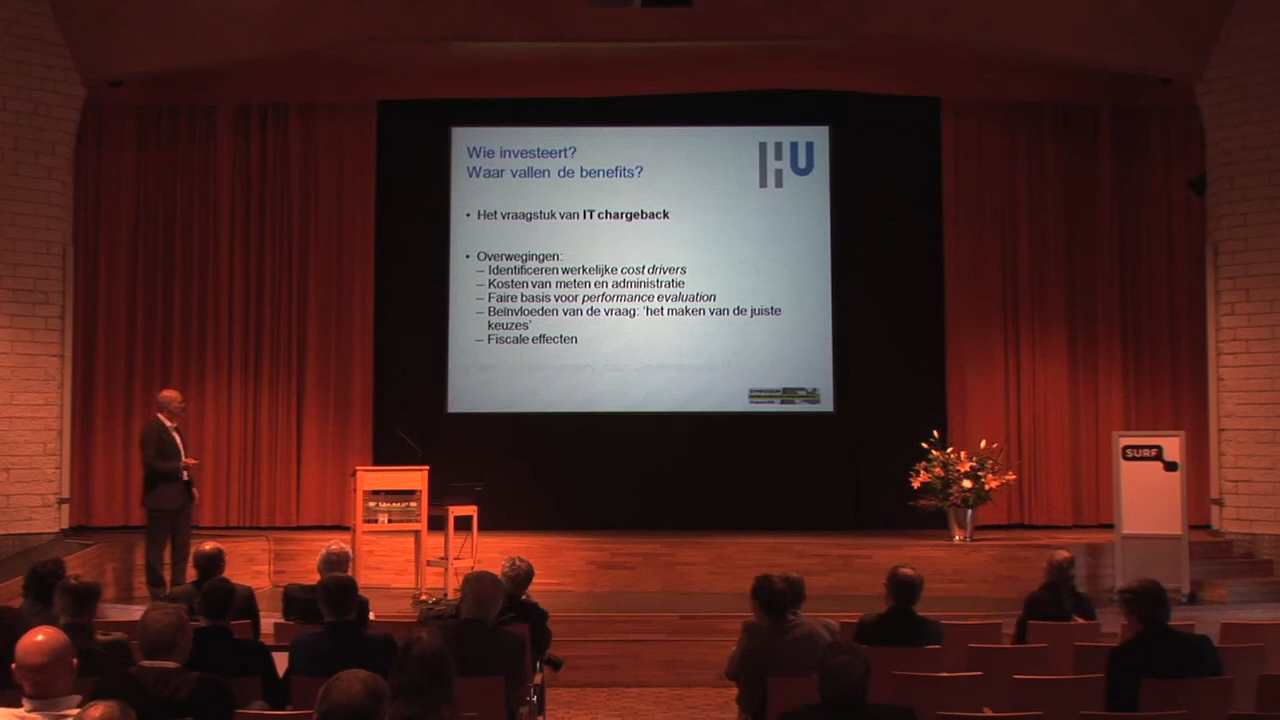 Wie investeert?
Waar vallen de benefits?
HU
• Het vraagstuk van IT chargeback
• Overwegingen:
– Identificeren werkelijke cost drivers
– Kosten van meten en administratie
– Faire basis voor performance evaluation
– Beïnvloeden van de vraag: ‘het maken van de juiste
keuzes’
– Fiscale effecten
SYMPOSIUM
SURF